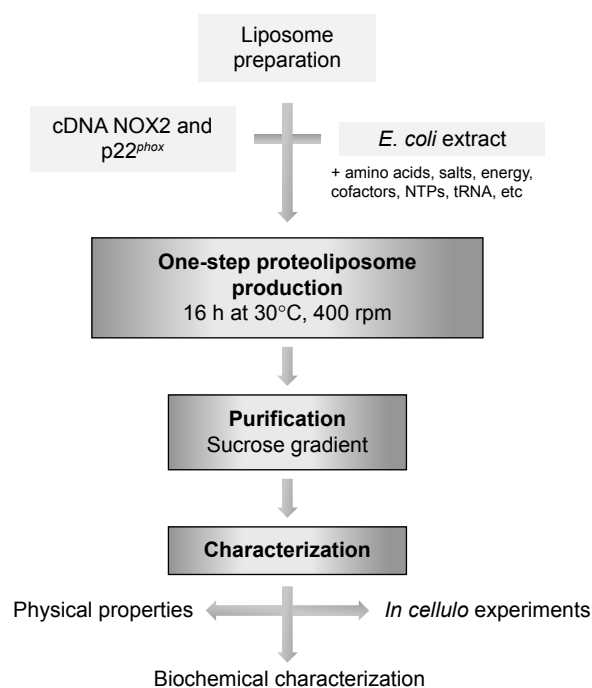 Liposome
preparation
cDNA NOX2 and
p22phox
E. coli extract
+ amino acids, salts, energy,
cofactors, NTPs, tRNA, etc
One-step proteoliposome
production
16 h at 30°C, 400 rpm
Purification
Sucrose gradient
Characterization
Physical properties
In cellulo experiments
Biochemical characterization